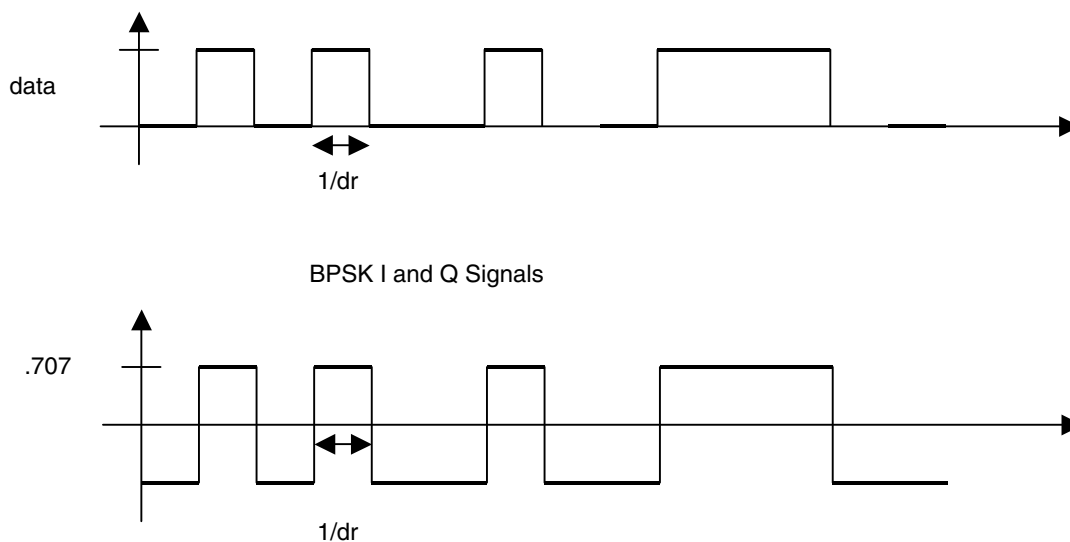 data
1/dr
BPSK I and Q Signals
.707
1/dr